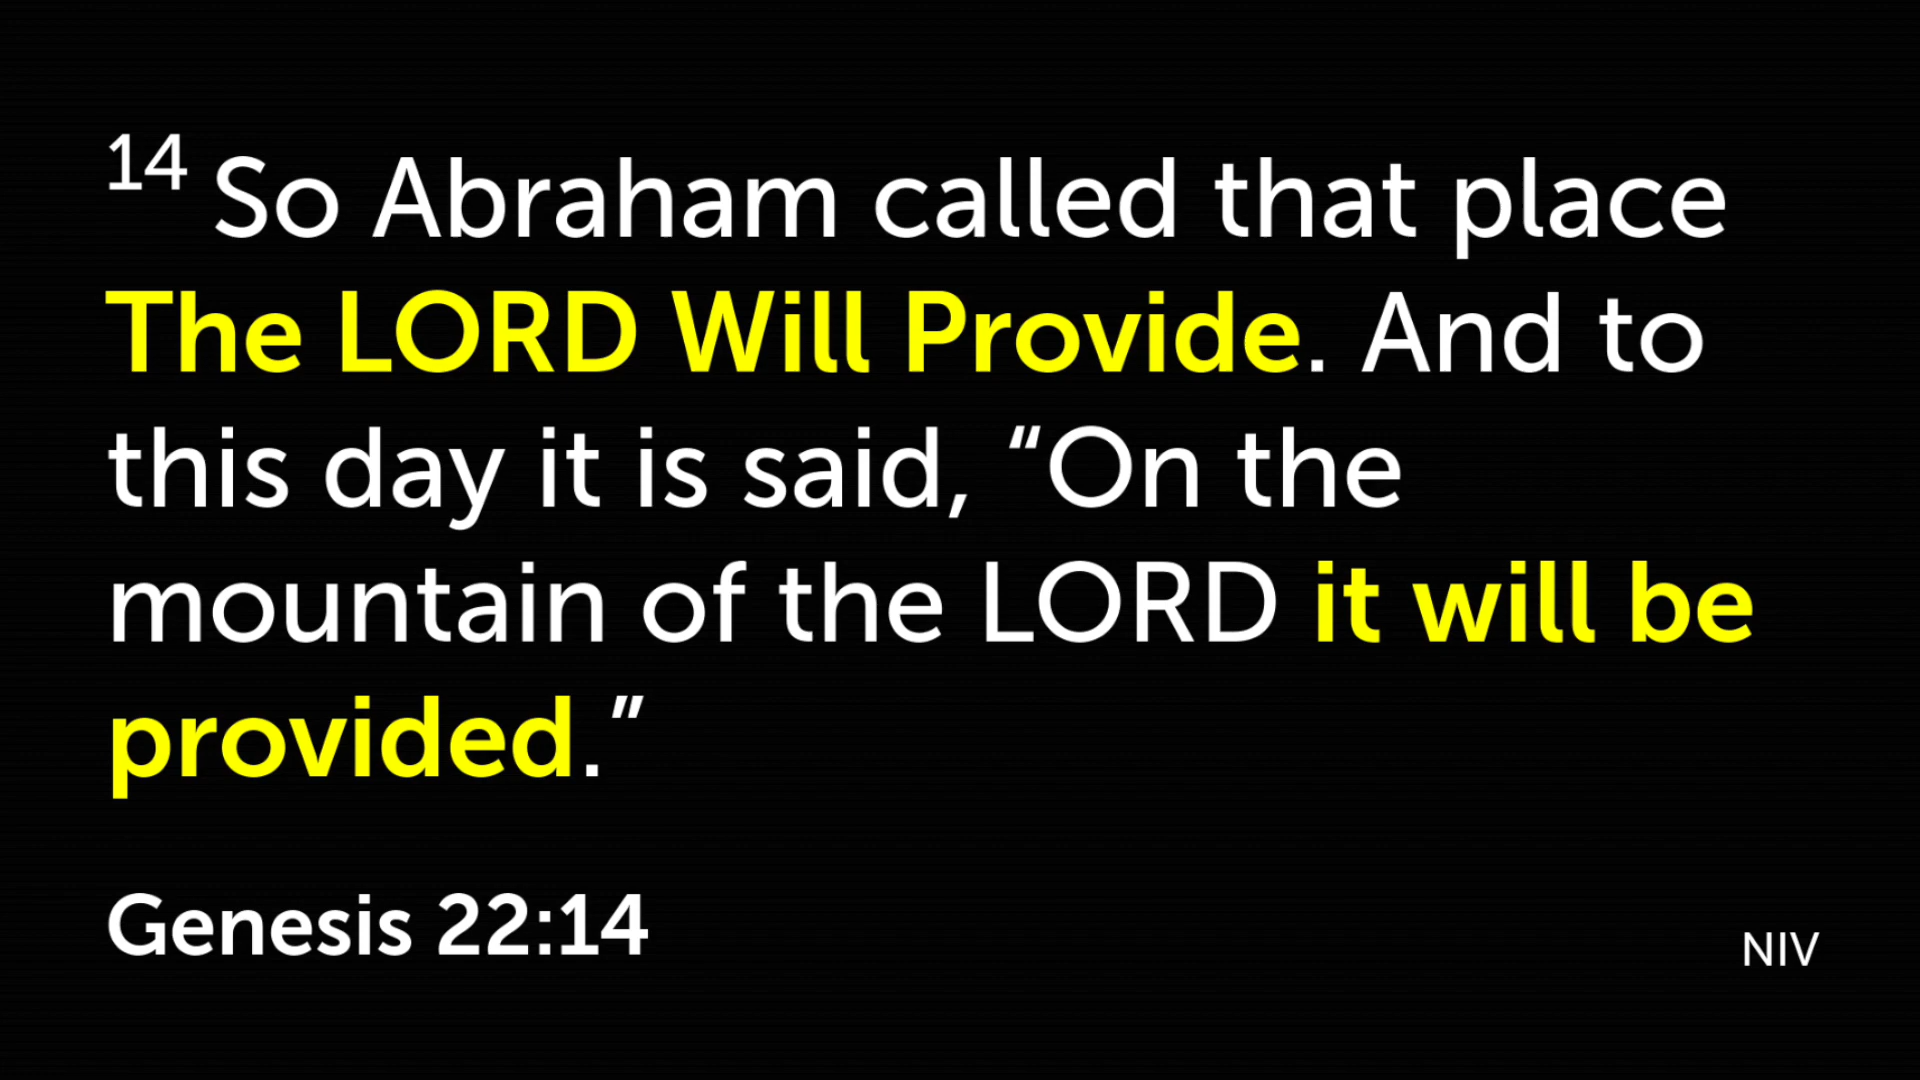 14 So Abraham called that place
The LORD Will Provide. And to
this day it is said, “On the
mountain of the LORD it will be
provided.”
Genesis 22:14
NIV